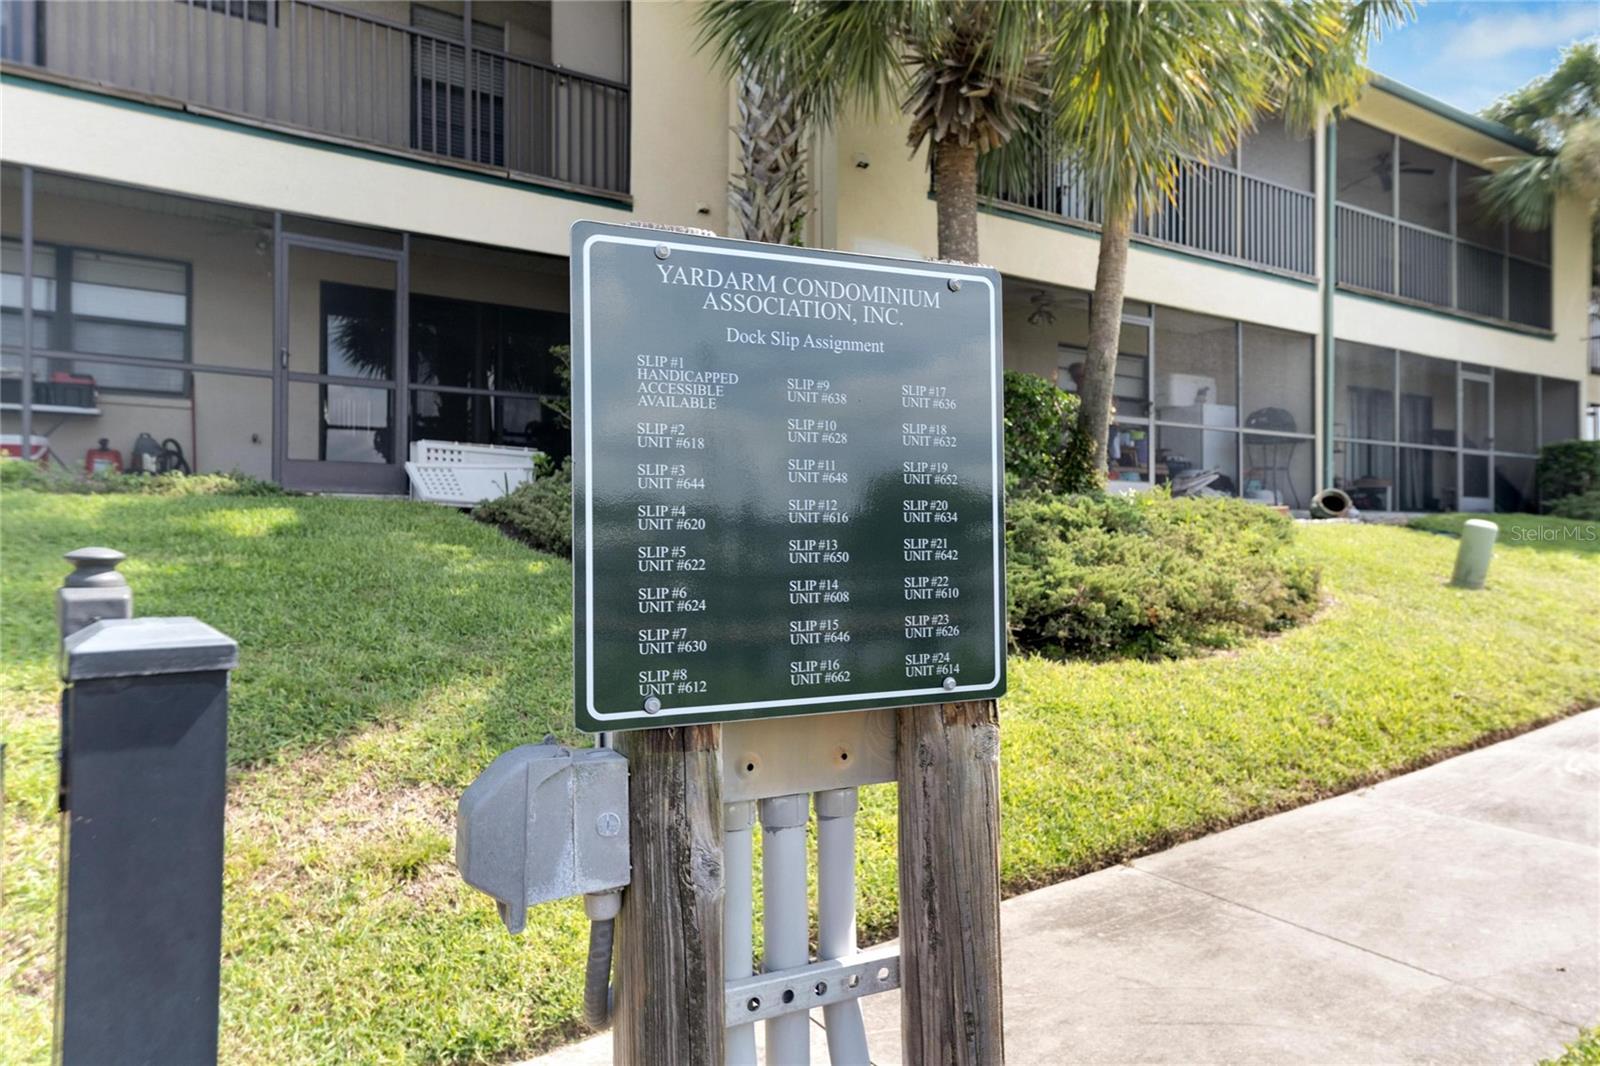 YARDARM CONDOMINIUM
ASSOCIATION, INC.
Dock Slip Assignment
SLIP #1
HANDICAPPED
ACCESSIBLE
AVAILABLE
SLIP #2
UNIT #618
SLIP #3
UNIT #644
SLIP #4
UNIT #620
SLIP #5
UNIT #622
SLIP #6
UNIT #624
SLIP #7
UNIT #630
SLIP #8
UNIT #612
SLIP #9
UNIT #638
SLIP #10
UNIT #628
SLIP #11
UNIT #648
SLIP #12
UNIT #616
SLIP #13
UNIT #650
SLIP #14
UNIT #608
SLIP #15
UNIT #646
SLIP #16
UNIT #662
SLIP #17
UNIT #636
SLIP #18
UNIT #632
SLIP #19
UNIT #652
SLIP #20
UNIT #634
SLIP #21
UNIT #642
SLIP #22
UNIT #610
SLIP #23
UNIT #626
SLIP #24
UNIT #614
StellarMLS